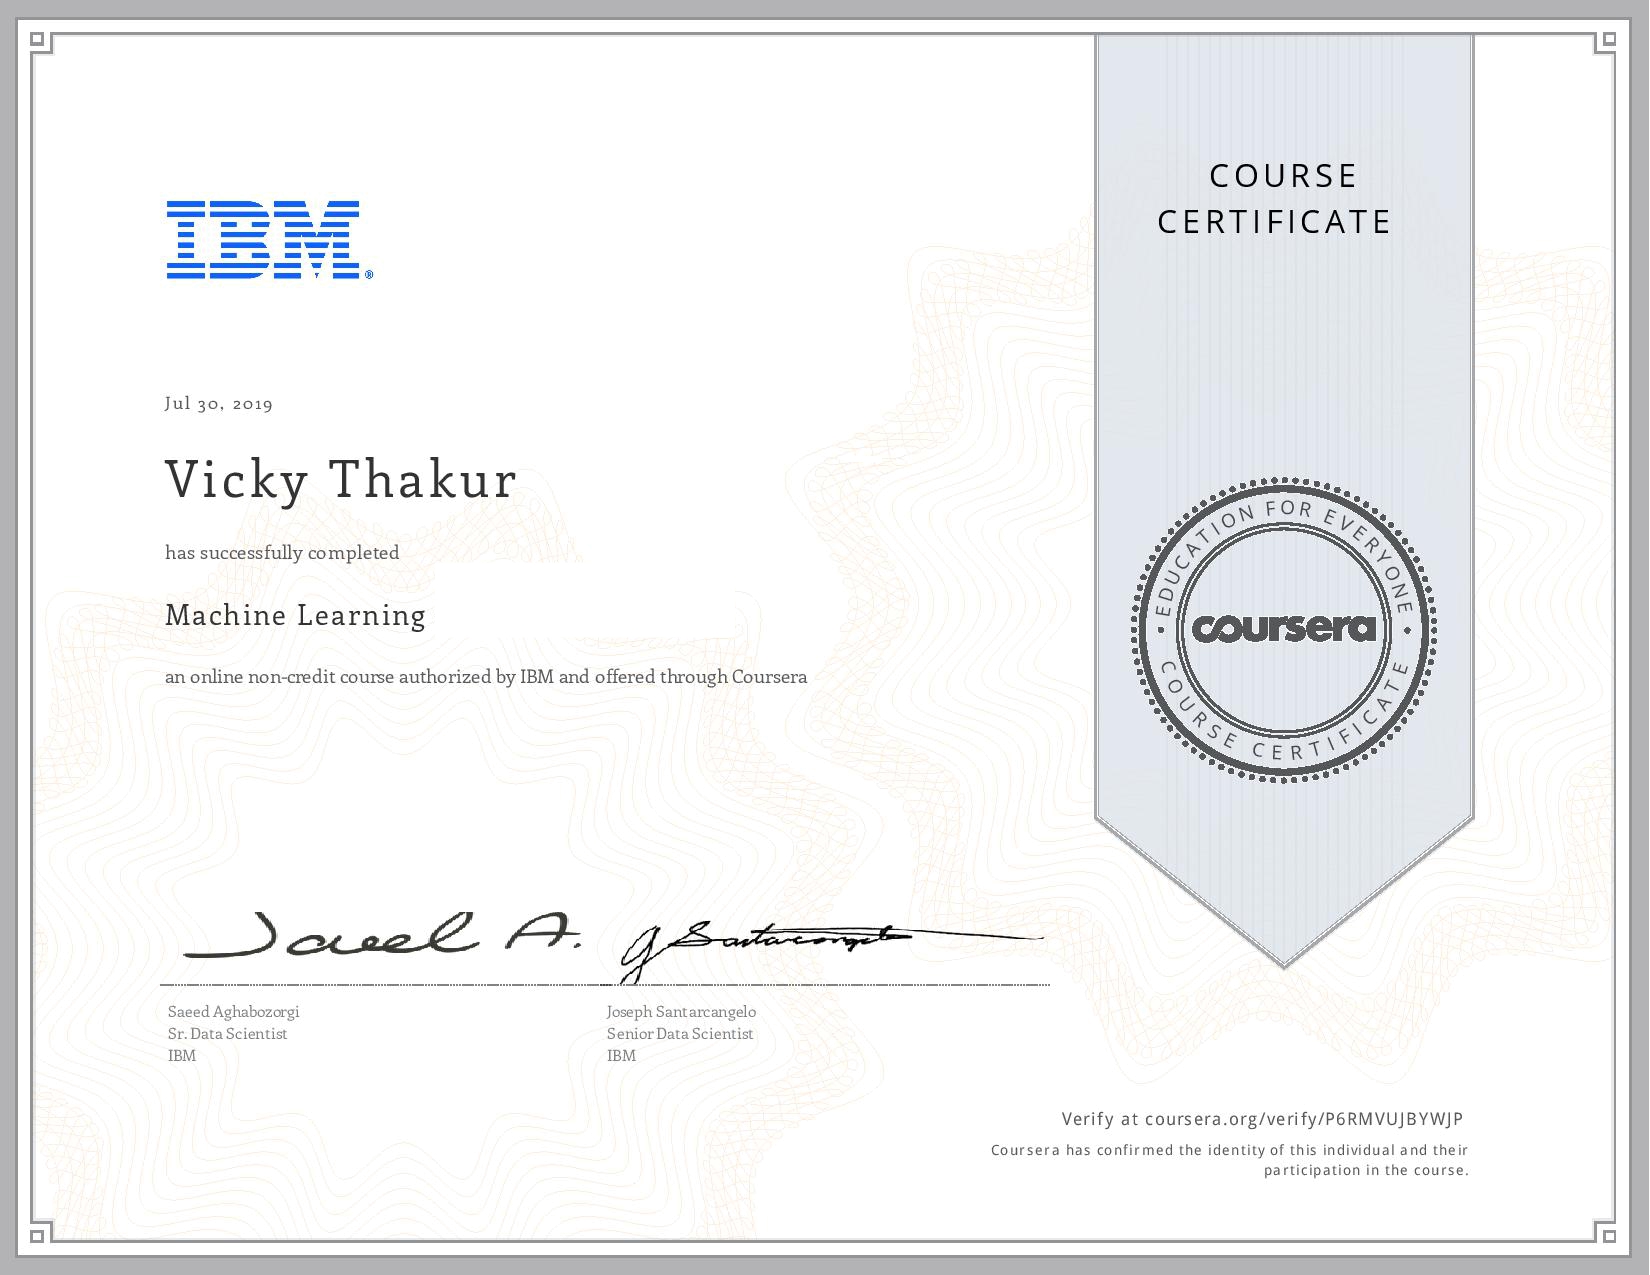 IBM®
COURSE
CERTIFICATE
Jul 30, 2019
Vicky Thakur
has successfully completed
Machine Learning
an online non-credit course authorized by IBM and offered through Coursera
EDUCATION FOR EVERYONE
coursera
COURSE CERTIFICATE
Saeed A.
J Santarcangelo
Saeed Aghabozorgi
Sr. Data Scientist
IBM
Joseph Santarcangelo
Senior Data Scientist
IBM
Verify at coursera.org/verify/P6RMVUJBYWJP
Coursera has confirmed the identity of this individual and their
participation in the course.